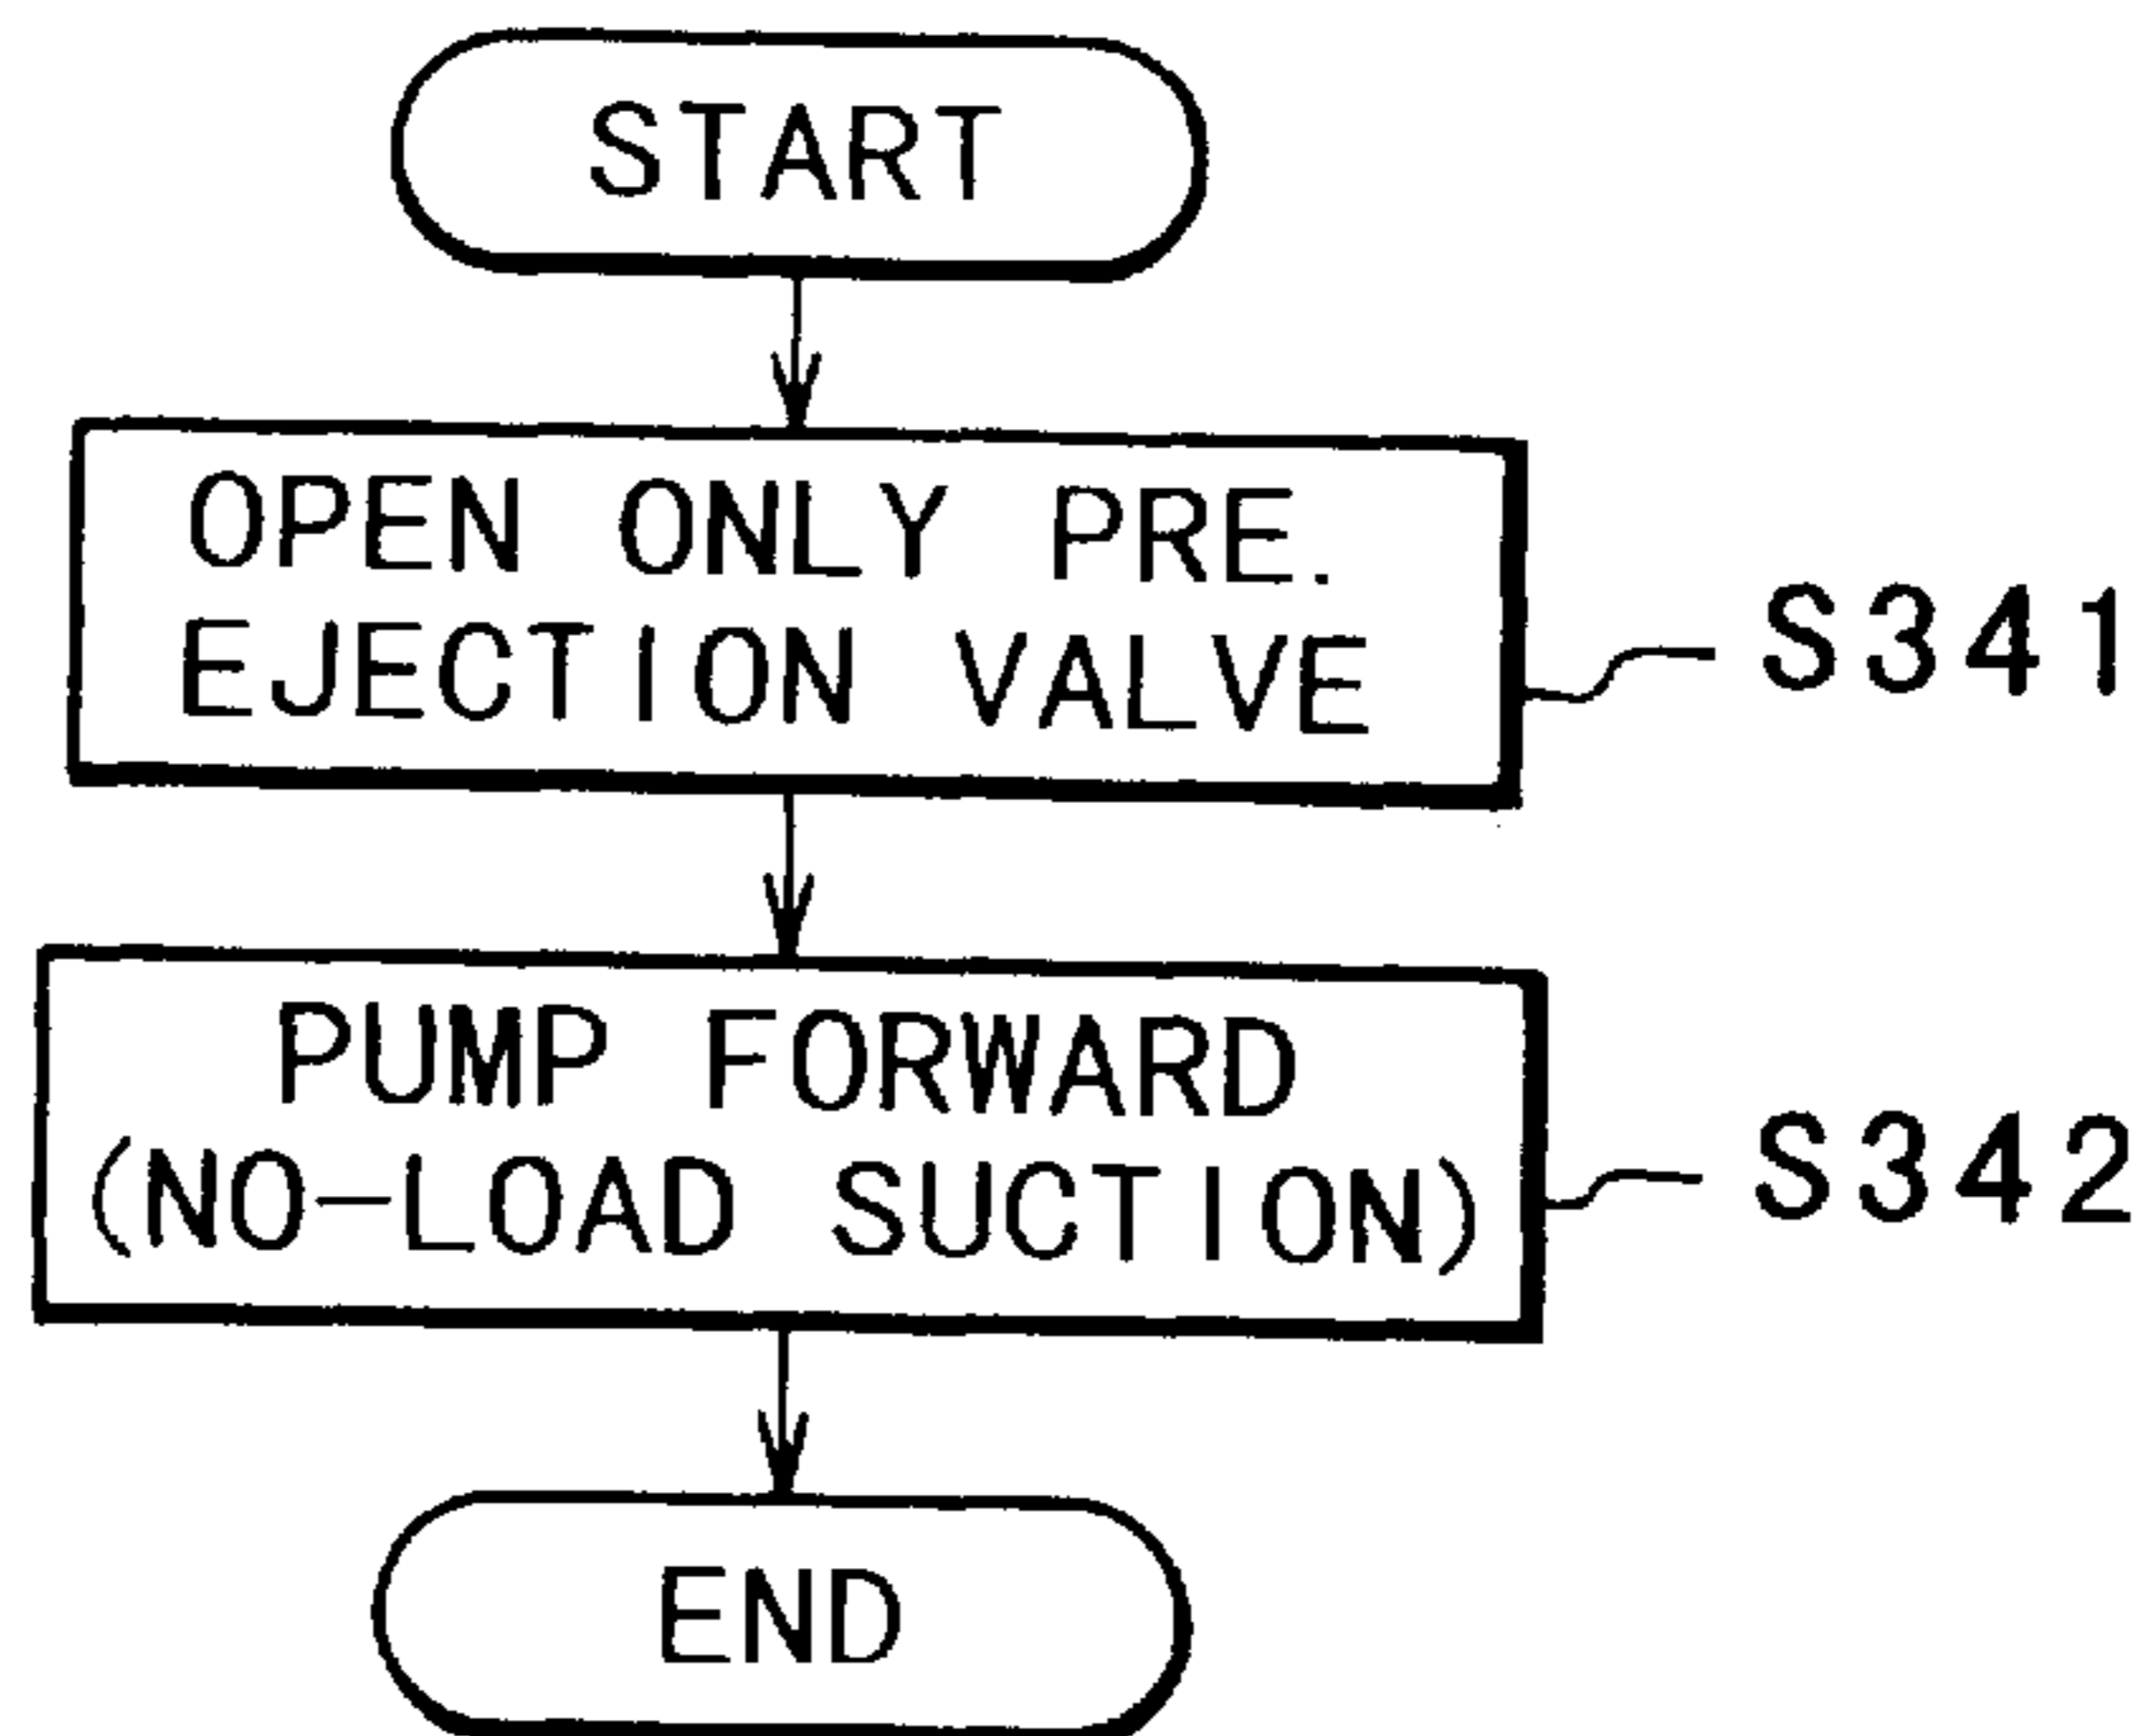 START
OPEN ONLY PRE.
EJECTION VALVE
S341
PUMP FORWARD
(NO-LOAD SUCTION)
S342
END